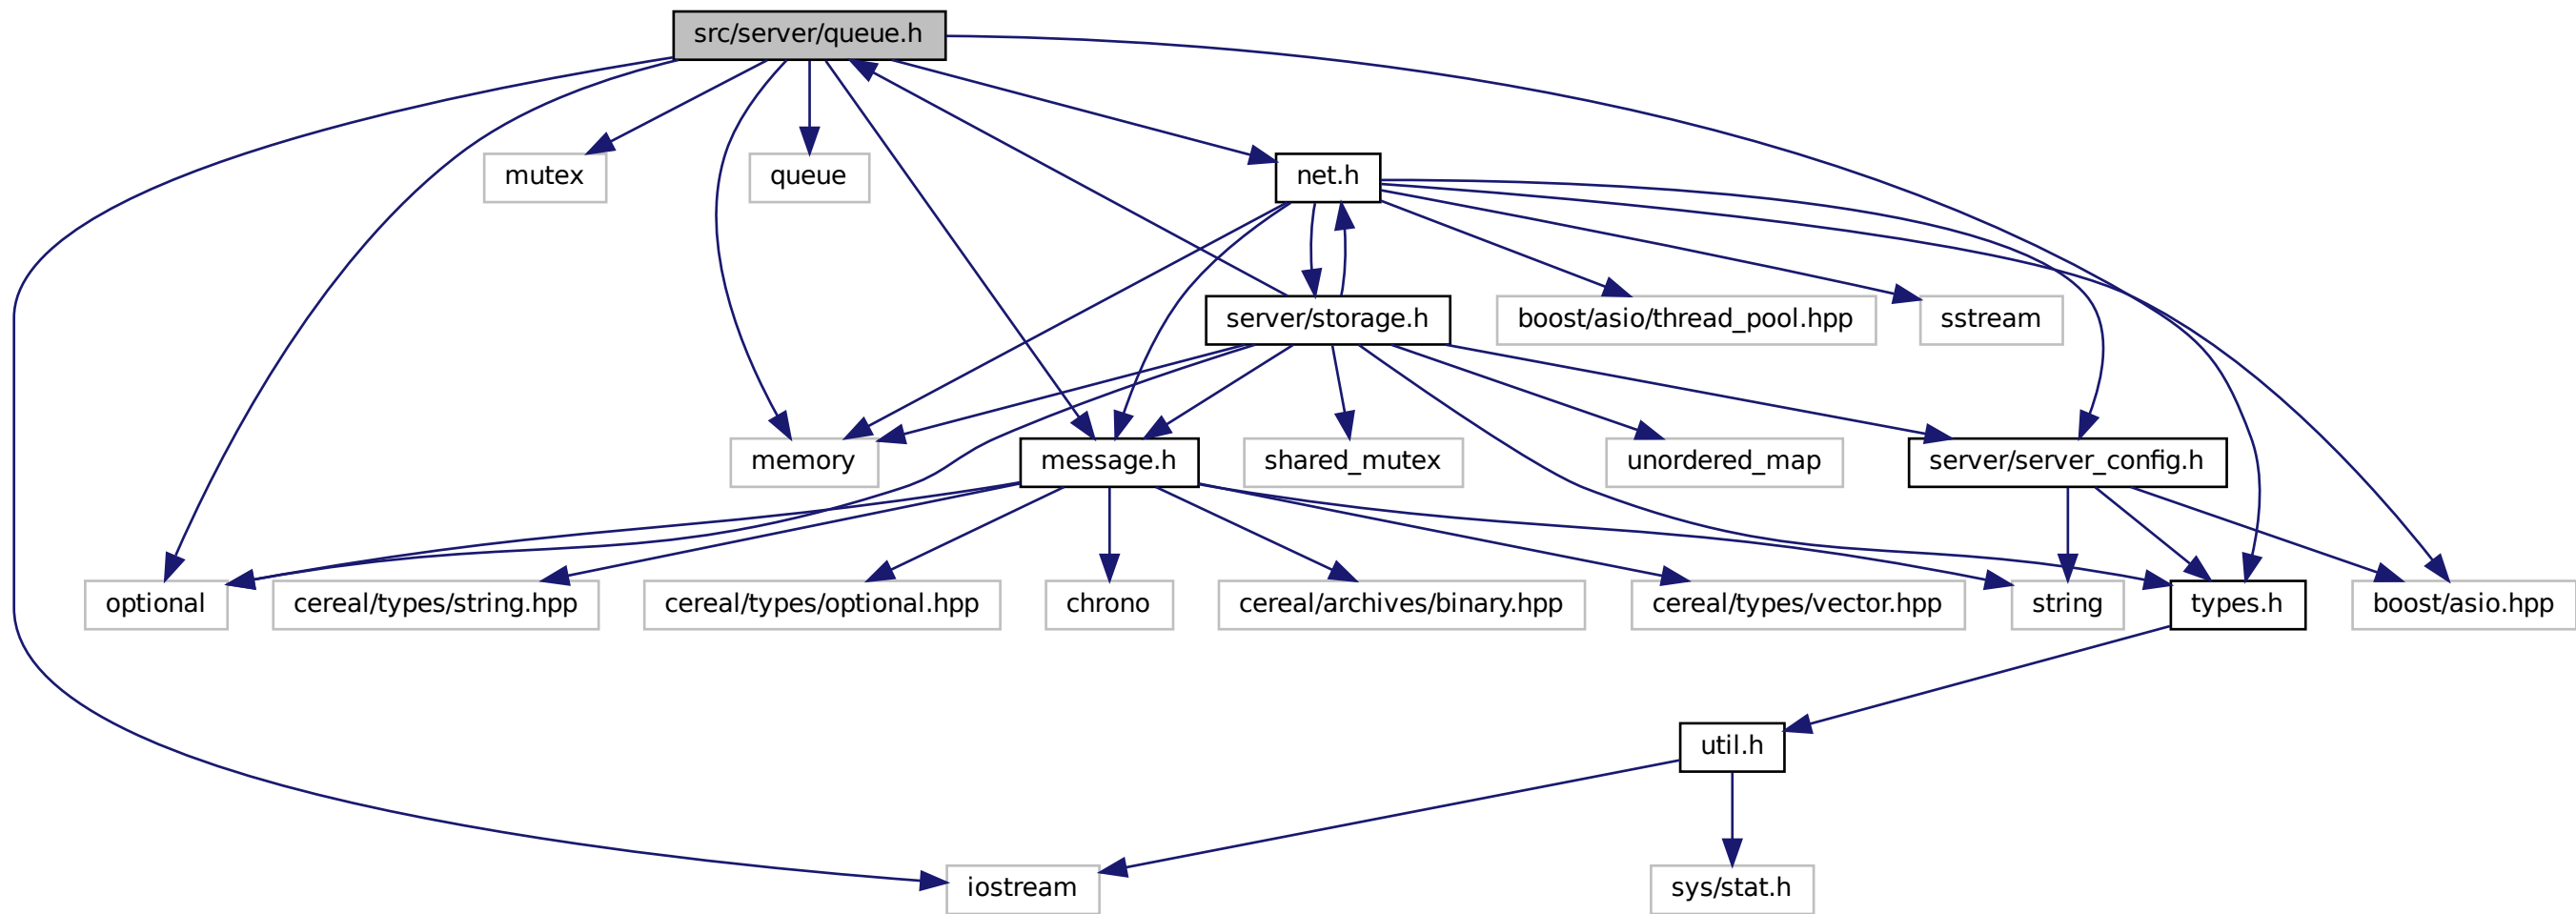 src/server/queue.h
mutex
queue
net.h
server/storage.h
boost/asio/thread_pool.hpp
sstream
memory
message.h
shared_mutex
unordered_map
server/server_config.h
optional
cereal/types/string.hpp
cereal/types/optional.hpp
chrono
cereal/archives/binary.hpp
cereal/types/vector.hpp
string
types.h
boost/asio.hpp
util.h
iostream
sys/stat.h